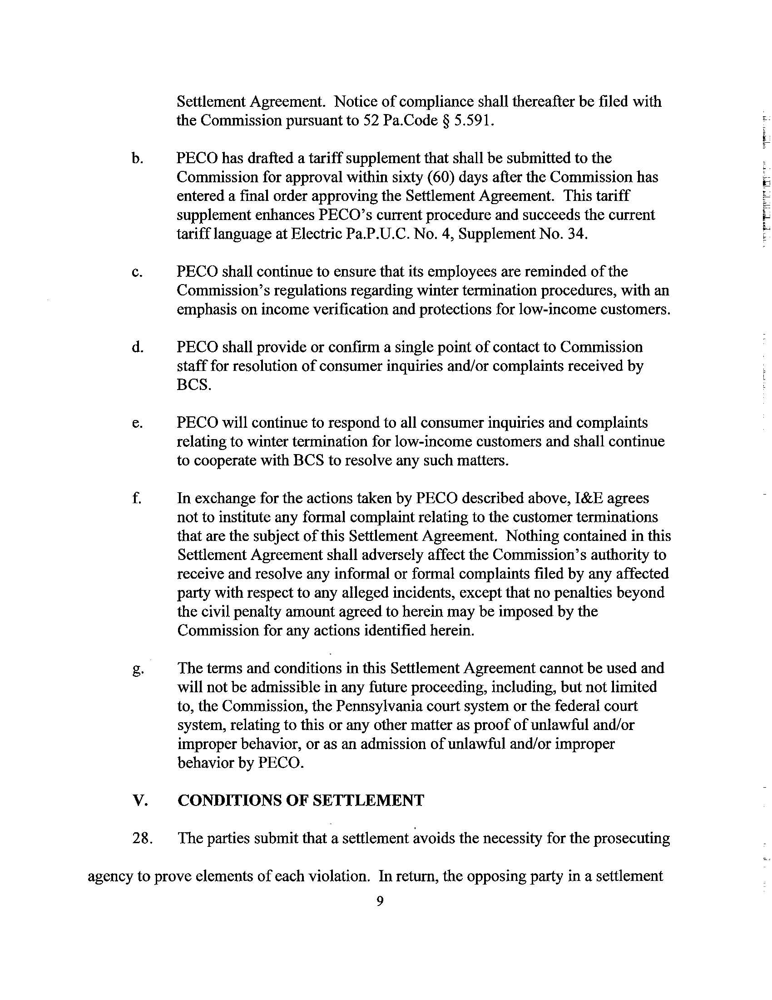 Settlement Agreement. Notice of compliance shall thereafter be filed with
the Commission pursuant to 52 Pa.Code § 5.591.
b. PECO has drafted a tariff supplement that shall be submitted to the
Commission for approval within sixty (60) days after the Commission has
entered a final order approving the Settlement Agreement. This tariff
supplement enhances PECO's current procedure and succeeds the current
tariff language at Electric Pa.P.U.C. No. 4, Supplement No. 34.
c. PECO shall continue to ensure that its employees are reminded of the
Commission's regulations regarding winter termination procedures, with an
emphasis on income verification and protections for low-income customers.
d. PECO shall provide or confirm a single point of contact to Commission
staff for resolution of consumer inquiries and/or complaints received by
BCS.
e. PECO will continue to respond to all consumer inquiries and complaints
relating to winter termination for low-income customers and shall continue
to cooperate with BCS to resolve any such matters.
f. In exchange for the actions taken by PECO described above, I&E agrees
not to institute any formal complaint relating to the customer terminations
that are the subject of this Settlement Agreement. Nothing contained in this
Settlement Agreement shall adversely affect the Commission's authority to
receive and resolve any informal or formal complaints filed by any affected
party with respect to any alleged incidents, except that no penalties beyond
the civil penalty amount agreed to herein may be imposed by the
Commission for any actions identified herein.
g. The terms and conditions in this Settlement Agreement cannot be used and
will not be admissible in any future proceeding, including, but not limited
to, the Commission, the Pennsylvania court system or the federal court
system, relating to this or any other matter as proof of unlawful and/or
improper behavior, or as an admission of unlawful and/or improper
behavior by PECO.
V. CONDITIONS OF SETTLEMENT
28. The parties submit that a settlement avoids the necessity for the prosecuting
agency to prove elements of each violation. In return, the opposing party in a settlement
9